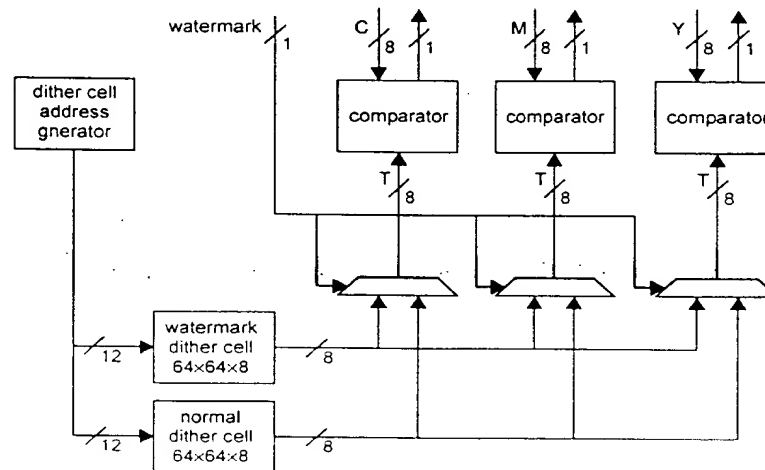 watermark
1
C
8
1
M
8
1
Y
8
1
dither cell
address
gnerator
comparator
comparator
comparator
T
8
T
8
T
8
12
watermark
dither cell
64×64×8
8
12
normal
dither cell
64×64×8
8